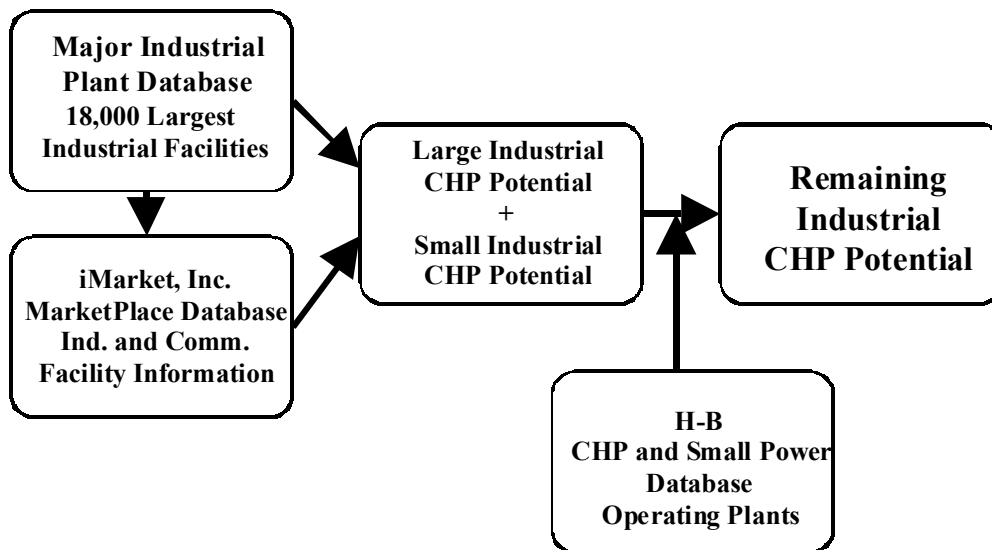 Major Industrial
Plant Database
18,000 Largest
Industrial Facilities
iMarket, Inc.
MarketPlace Database
Ind. and Comm.
Facility Information
Large Industrial
CHP Potential
+
Small Industrial
CHP Potential
Remaining
Industrial
CHP Potential
H-B
CHP and Small Power
Database
Operating Plants